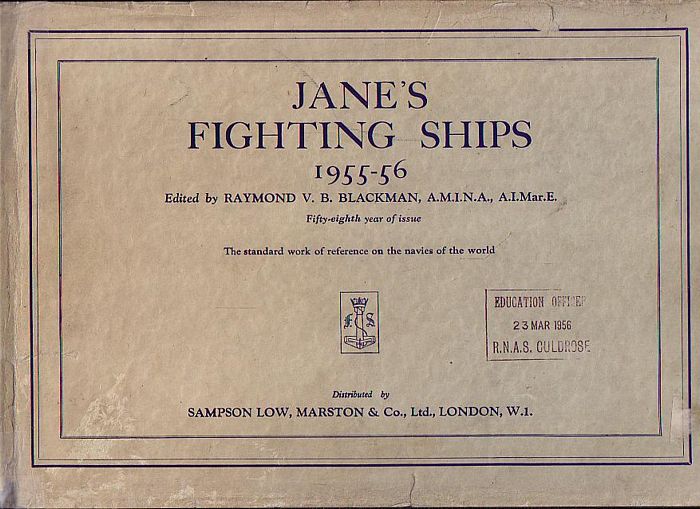 JANE'S
FIGHTING SHIPS
1955-56
Edited by RAYMOND V. B. BLACKMAN, A.M.I.N.A., A.I.Mar.E.
Fifty-eighth year of issue
The standard work of reference on the navies of the world
EDUCATION OFFICER
23 MAR 1956
R.N.A.S. CULDROSE
Distributed by
SAMPSON LOW, MARSTON & Co., Ltd., LONDON, W.1.